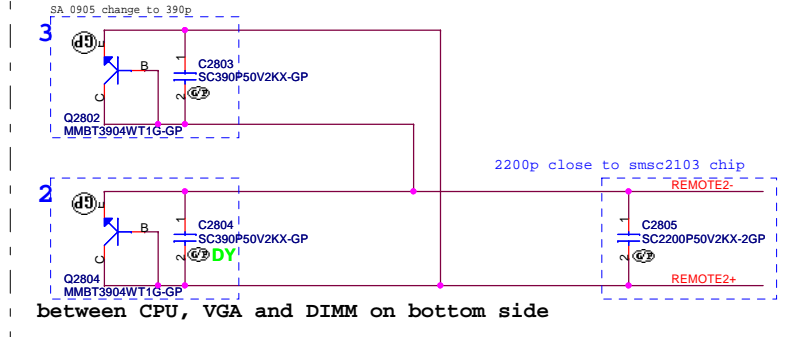 SA 0905 change to 390p
3
GP
E
B
1
C2803
SC390P50V2KX-GP
C
2
G/P
Q2802
MMBT3904WT1G-GP
2200p close to smsc2103 chip
2
GP
E
REMOTE2-
B
1
C2804
SC390P50V2KX-GP
1
C2805
SC2200P50V2KX-2GP
C
2
G/P
DY
2
G/P
Q2804
MMBT3904WT1G-GP
REMOTE2+
between CPU, VGA and DIMM on bottom side